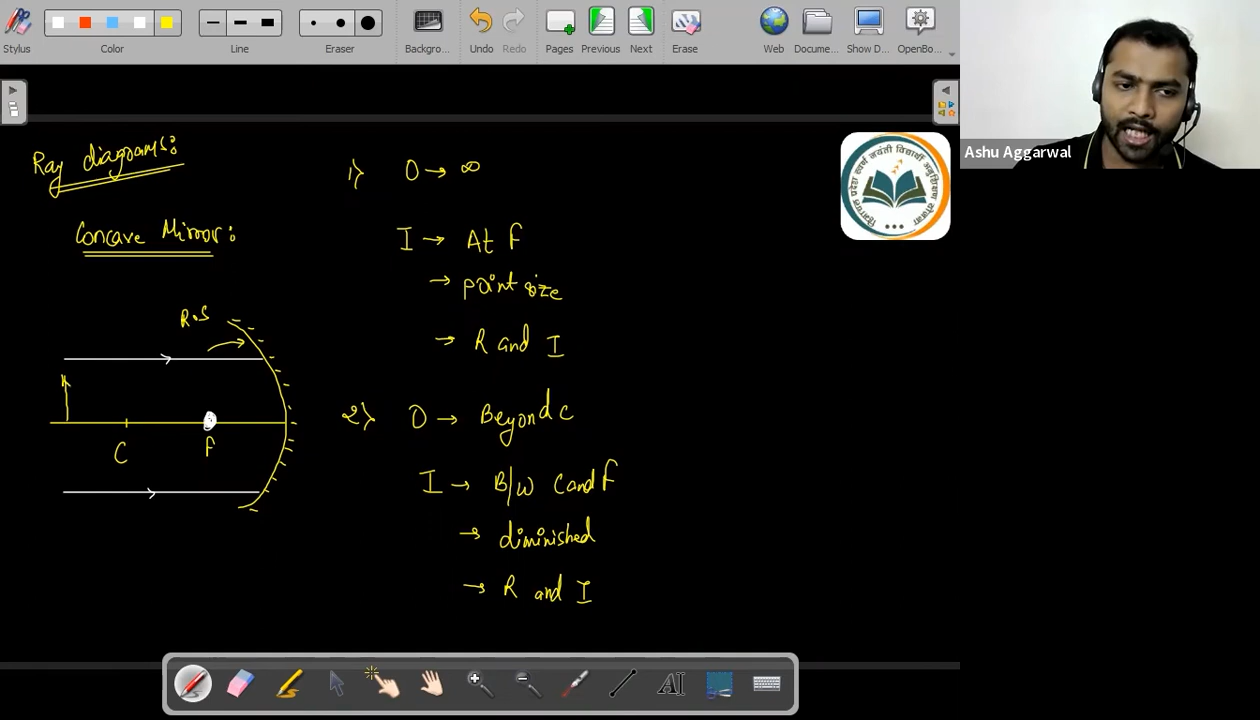 Stylus
Color
Line
Eraser
Backgro...
Undo
Redo
Pages
Previous
Next
Erase
Web
Docume...
Show D...
OpenBo...
Ashu Aggarwal
Ray diagrams:
Concave Mirror:
R.S
C
F
1) O → ∞
I → At F
→ point size
→ R and I
2) O → Beyond C
I → B/W C and F
→ diminished
→ R and I
AI